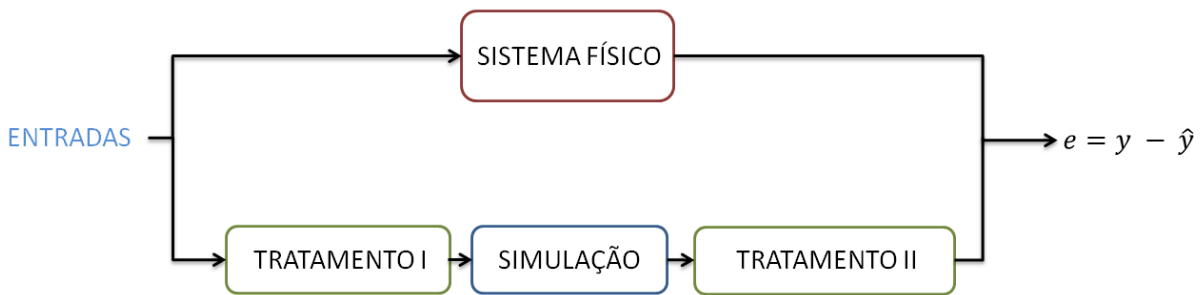 SISTEMA FÍSICO
ENTRADAS
e = y − ŷ
TRATAMENTO I
SIMULAÇÃO
TRATAMENTO II